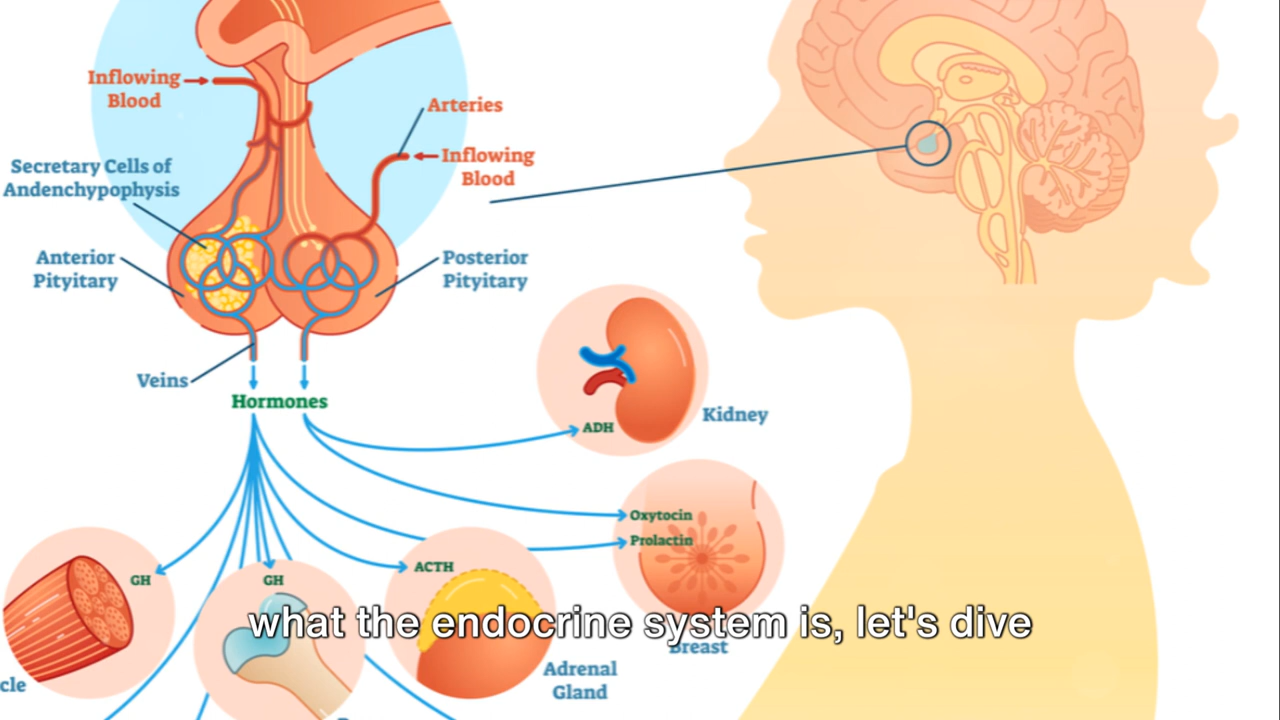 Inflowing
Blood
Arteries
Inflowing
Blood
Secretary Cells of
Andenchypophysis
Anterior
Pityitary
Posterior
Pityitary
Veins
Hormones
ADH
Kidney
Oxytocin
Prolactin
GH
GH
ACTH
what the endocrine system is, let's dive
Breast
Adrenal
Gland
cle